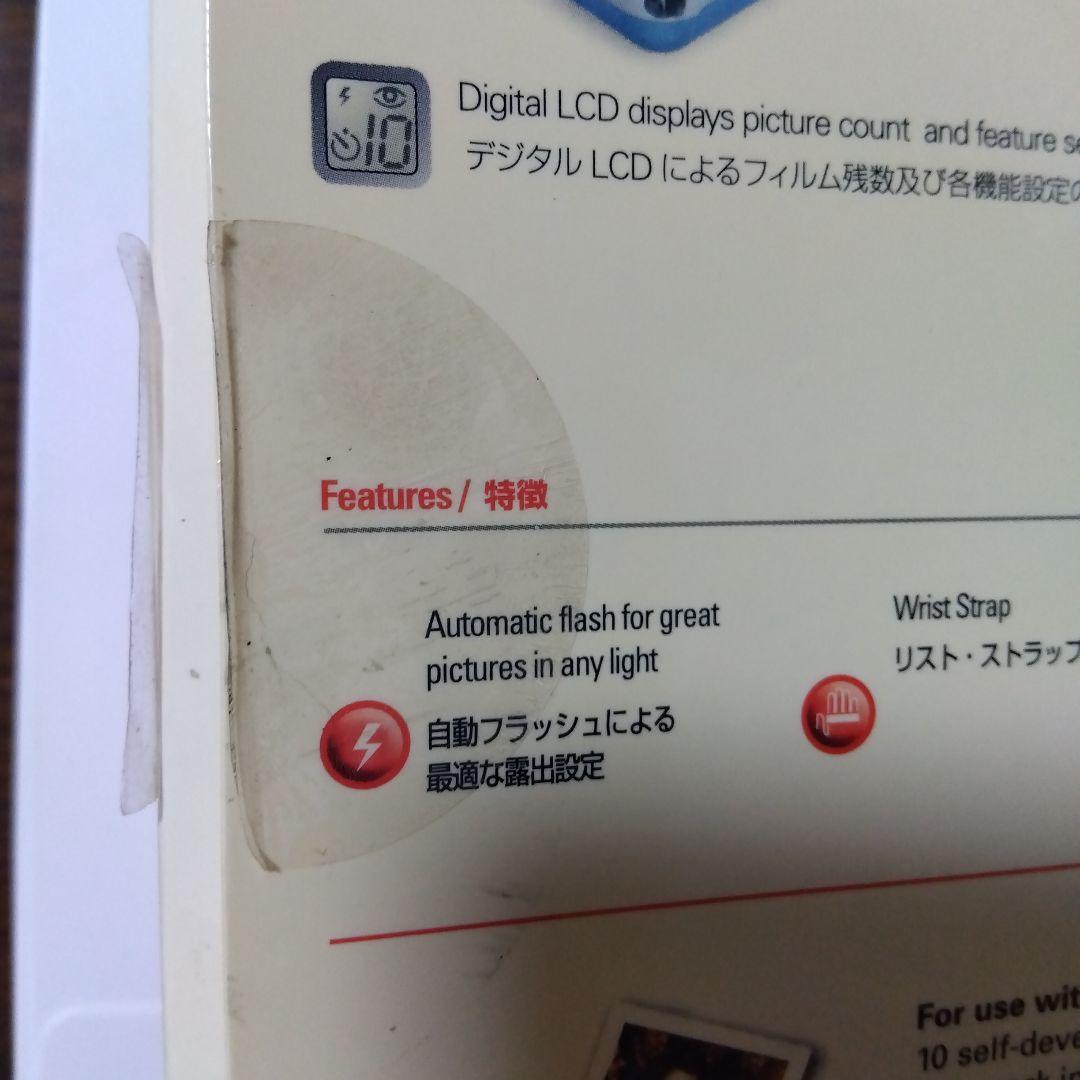 10
Digital LCD displays picture count and feature
デジタル LCD によるフィルム残数及び各機能設定の
Features / 特徴
Automatic flash for great
pictures in any light
自動フラッシュによる
最適な露出設定
Wrist Strap
リスト・ストラップ
For use
10